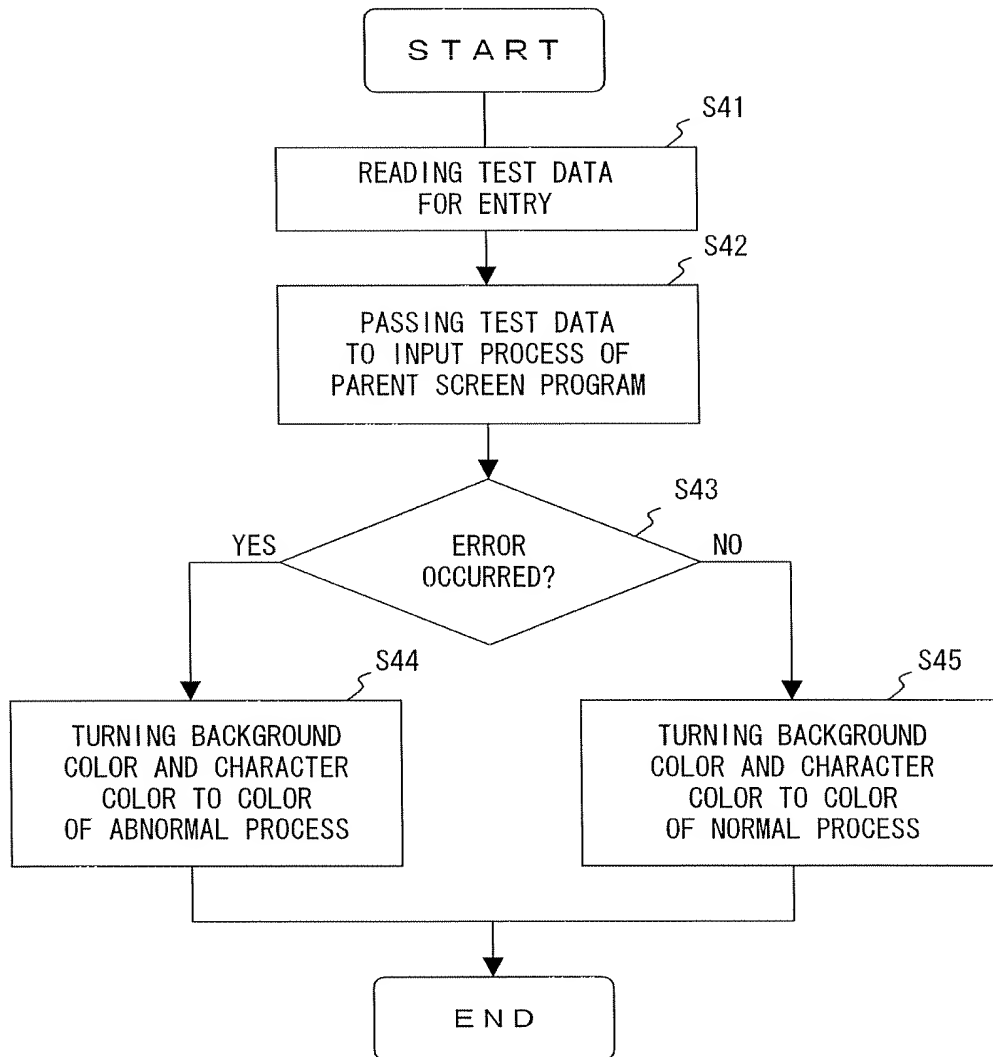 START
S41
READING TEST DATA
FOR ENTRY
S42
PASSING TEST DATA
TO INPUT PROCESS OF
PARENT SCREEN PROGRAM
S43
YES
ERROR
OCCURRED?
NO
S44
TURNING BACKGROUND
COLOR AND CHARACTER
COLOR TO COLOR
OF ABNORMAL PROCESS
S45
TURNING BACKGROUND
COLOR AND CHARACTER
COLOR TO COLOR
OF NORMAL PROCESS
END